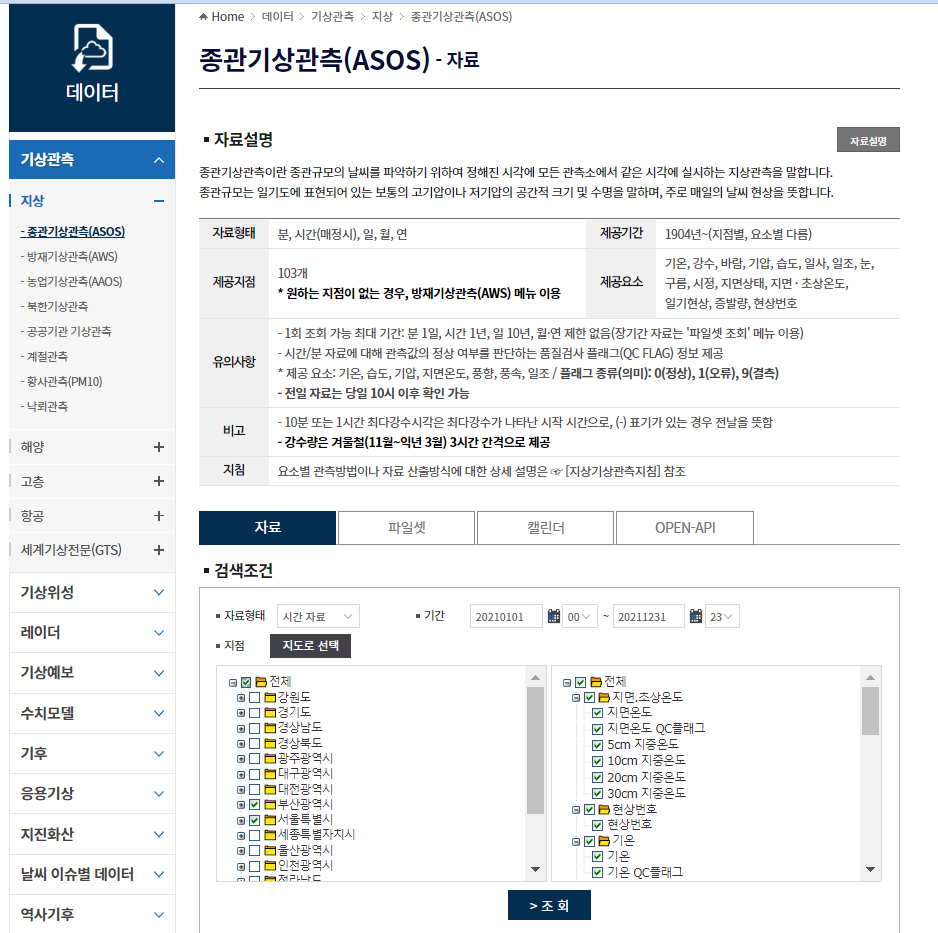 Home > 데이터 > 기상관측 > 지상 > 종관기상관측(ASOS)
데이터
기상관측
지상
- 종관기상관측(ASOS)
- 방재기상관측(AWS)
- 농업기상관측(AAOS)
- 북한기상관측
- 공공기관 기상관측
- 계절관측
- 황사관측(PM10)
- 낙뢰관측
해양
고층
항공
세계기상전문(GTS)
기상위성
레이더
기상예보
수치모델
기후
응용기상
지진화산
날씨 이슈별 데이터
역사기후
종관기상관측(ASOS) - 자료
자료설명
자료설명
종관기상관측이란 종관규모의 날씨를 파악하기 위하여 정해진 시각에 모든 관측소에서 같은 시각에 실시하는 지상관측을 말합니다.
종관규모는 일기도에 표현되어 있는 보통의 고기압이나 저기압의 공간적 크기 및 수명을 말하며, 주로 매일의 날씨 현상을 뜻합니다.
자료형태 분, 시간(매정시), 일, 월, 연 제공기간 1904년~(지점별, 요소별 다름)
제공지점 103개
* 원하는 지점이 없는 경우, 방재기상관측(AWS) 메뉴 이용
제공요소 기온, 강수, 바람, 기압, 습도, 일사, 일조, 눈,
구름, 시정, 지면상태, 지면 · 초상온도,
일기현상, 증발량, 현상번호
유의사항 - 1회 조회 가능 최대 기간: 분 1일, 시간 1년, 일 10년, 월·연 제한 없음(장기간 자료는 '파일셋 조회' 메뉴 이용)
- 시간/분 자료에 대해 관측값의 정상 여부를 판단하는 품질검사 플래그(QC FLAG) 정보 제공
* 제공 요소: 기온, 습도, 기압, 지면온도, 풍향, 풍속, 일조 / 플래그 종류(의미): 0(정상), 1(오류), 9(결측)
- 전일 자료는 당일 10시 이후 확인 가능
비고 - 10분 또는 1시간 최다강수시각은 최다강수가 나타난 시작 시간으로, (-) 표기가 있는 경우 전날을 뜻함
- 강수량은 겨울철(11월~익년 3월) 3시간 간격으로 제공
지침 요소별 관측방법이나 자료 산출방식에 대한 상세 설명은 ☞ [지상기상관측지침] 참조
자료 파일셋 캘린더 OPEN-API
검색조건
자료형태 시간 자료 기간 20210101 00 ~ 20211231 23
지점 지도로 선택
전체
강원도
경기도
경상남도
경상북도
광주광역시
대구광역시
대전광역시
부산광역시
서울특별시
세종특별자치시
울산광역시
인천광역시
전라남도
전체
지면.초상온도
지면온도
지면온도 QC플래그
5cm 지중온도
10cm 지중온도
20cm 지중온도
30cm 지중온도
현상번호
현상번호
기온
기온
기온 QC플래그
> 조 회